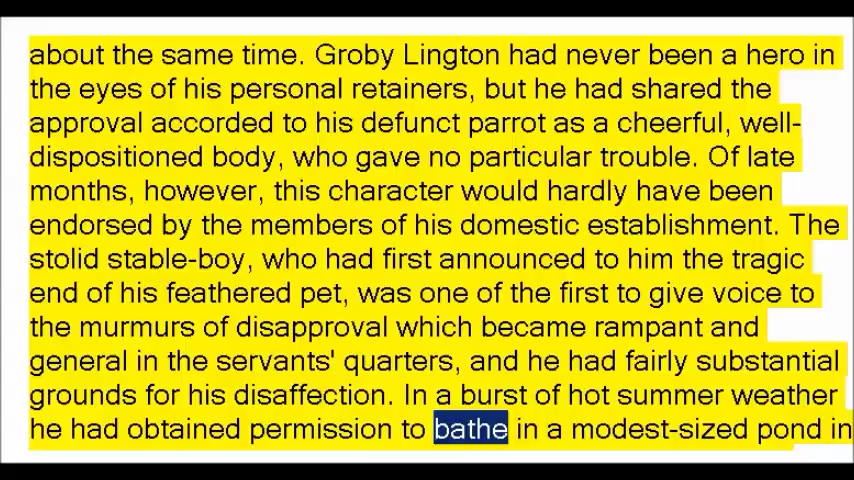 about the same time. Groby Lington had never been a hero in
the eyes of his personal retainers, but he had shared the
approval accorded to his defunct parrot as a cheerful, well-
dispositioned body, who gave no particular trouble. Of late
months, however, this character would hardly have been
endorsed by the members of his domestic establishment. The
stolid stable-boy, who had first announced to him the tragic
end of his feathered pet, was one of the first to give voice to
the murmurs of disapproval which became rampant and
general in the servants' quarters, and he had fairly substantial
grounds for his disaffection. In a burst of hot summer weather
he had obtained permission to bathe in a modest-sized pond in